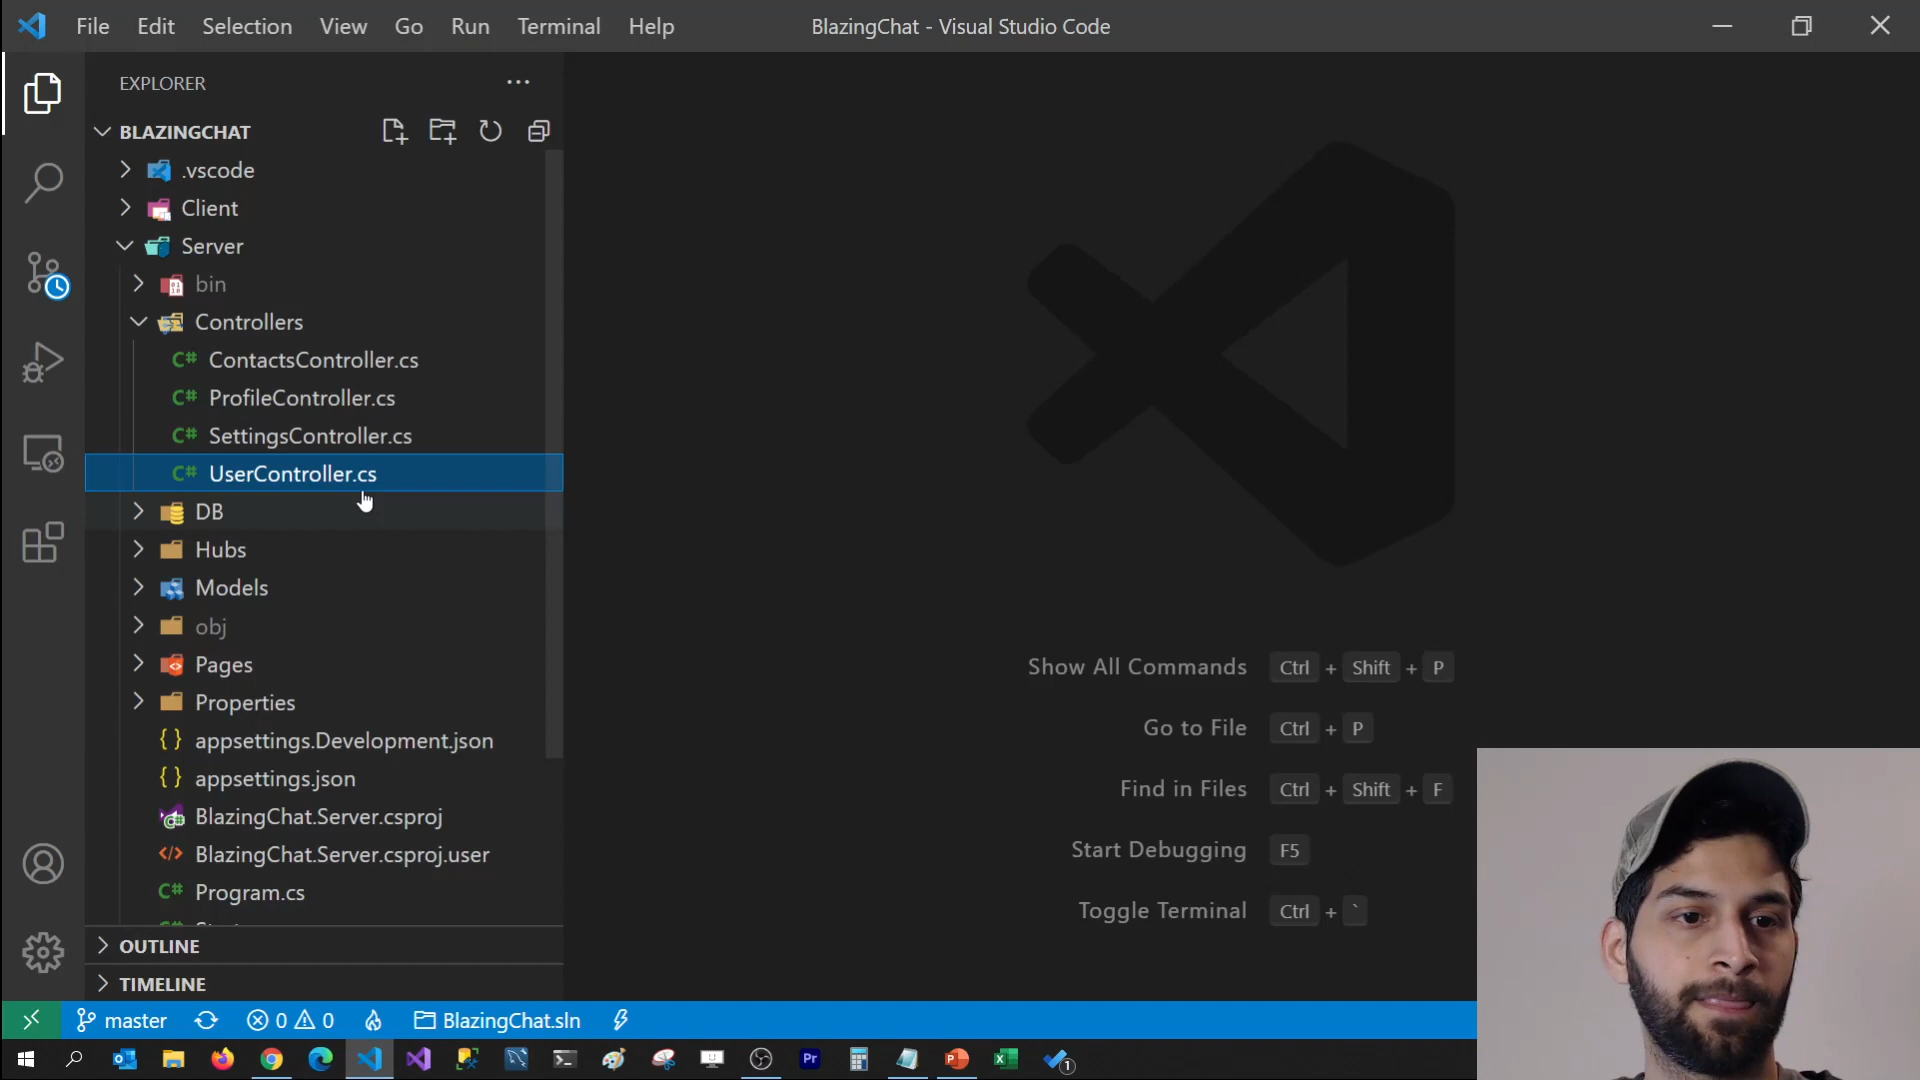 File Edit Selection View Go Run Terminal Help
BlazingChat - Visual Studio Code
EXPLORER
BLAZINGCHAT
.vscode
Client
Server
bin
Controllers
C# ContactsController.cs
C# ProfileController.cs
C# SettingsController.cs
C# UserController.cs
DB
Hubs
Models
obj
Pages
Properties
{ } appsettings.Development.json
{ } appsettings.json
BlazingChat.Server.csproj
</> BlazingChat.Server.csproj.user
C# Program.cs
OUTLINE
TIMELINE
Show All Commands Ctrl + Shift + P
Go to File Ctrl + P
Find in Files Ctrl + Shift + F
Start Debugging F5
Toggle Terminal Ctrl + `
master 0 0 BlazingChat.sln
Pr
1